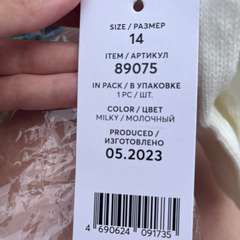 SIZE / РАЗМЕР
14
ITEM / АРТИКУЛ
89075
IN PACK / В УПАКОВКЕ
1 PC / ШТ.
COLOR / ЦВЕТ
MILKY / МОЛОЧНЫЙ
PRODUCED /
ИЗГОТОВЛЕНО
05.2023
4 690624 091735